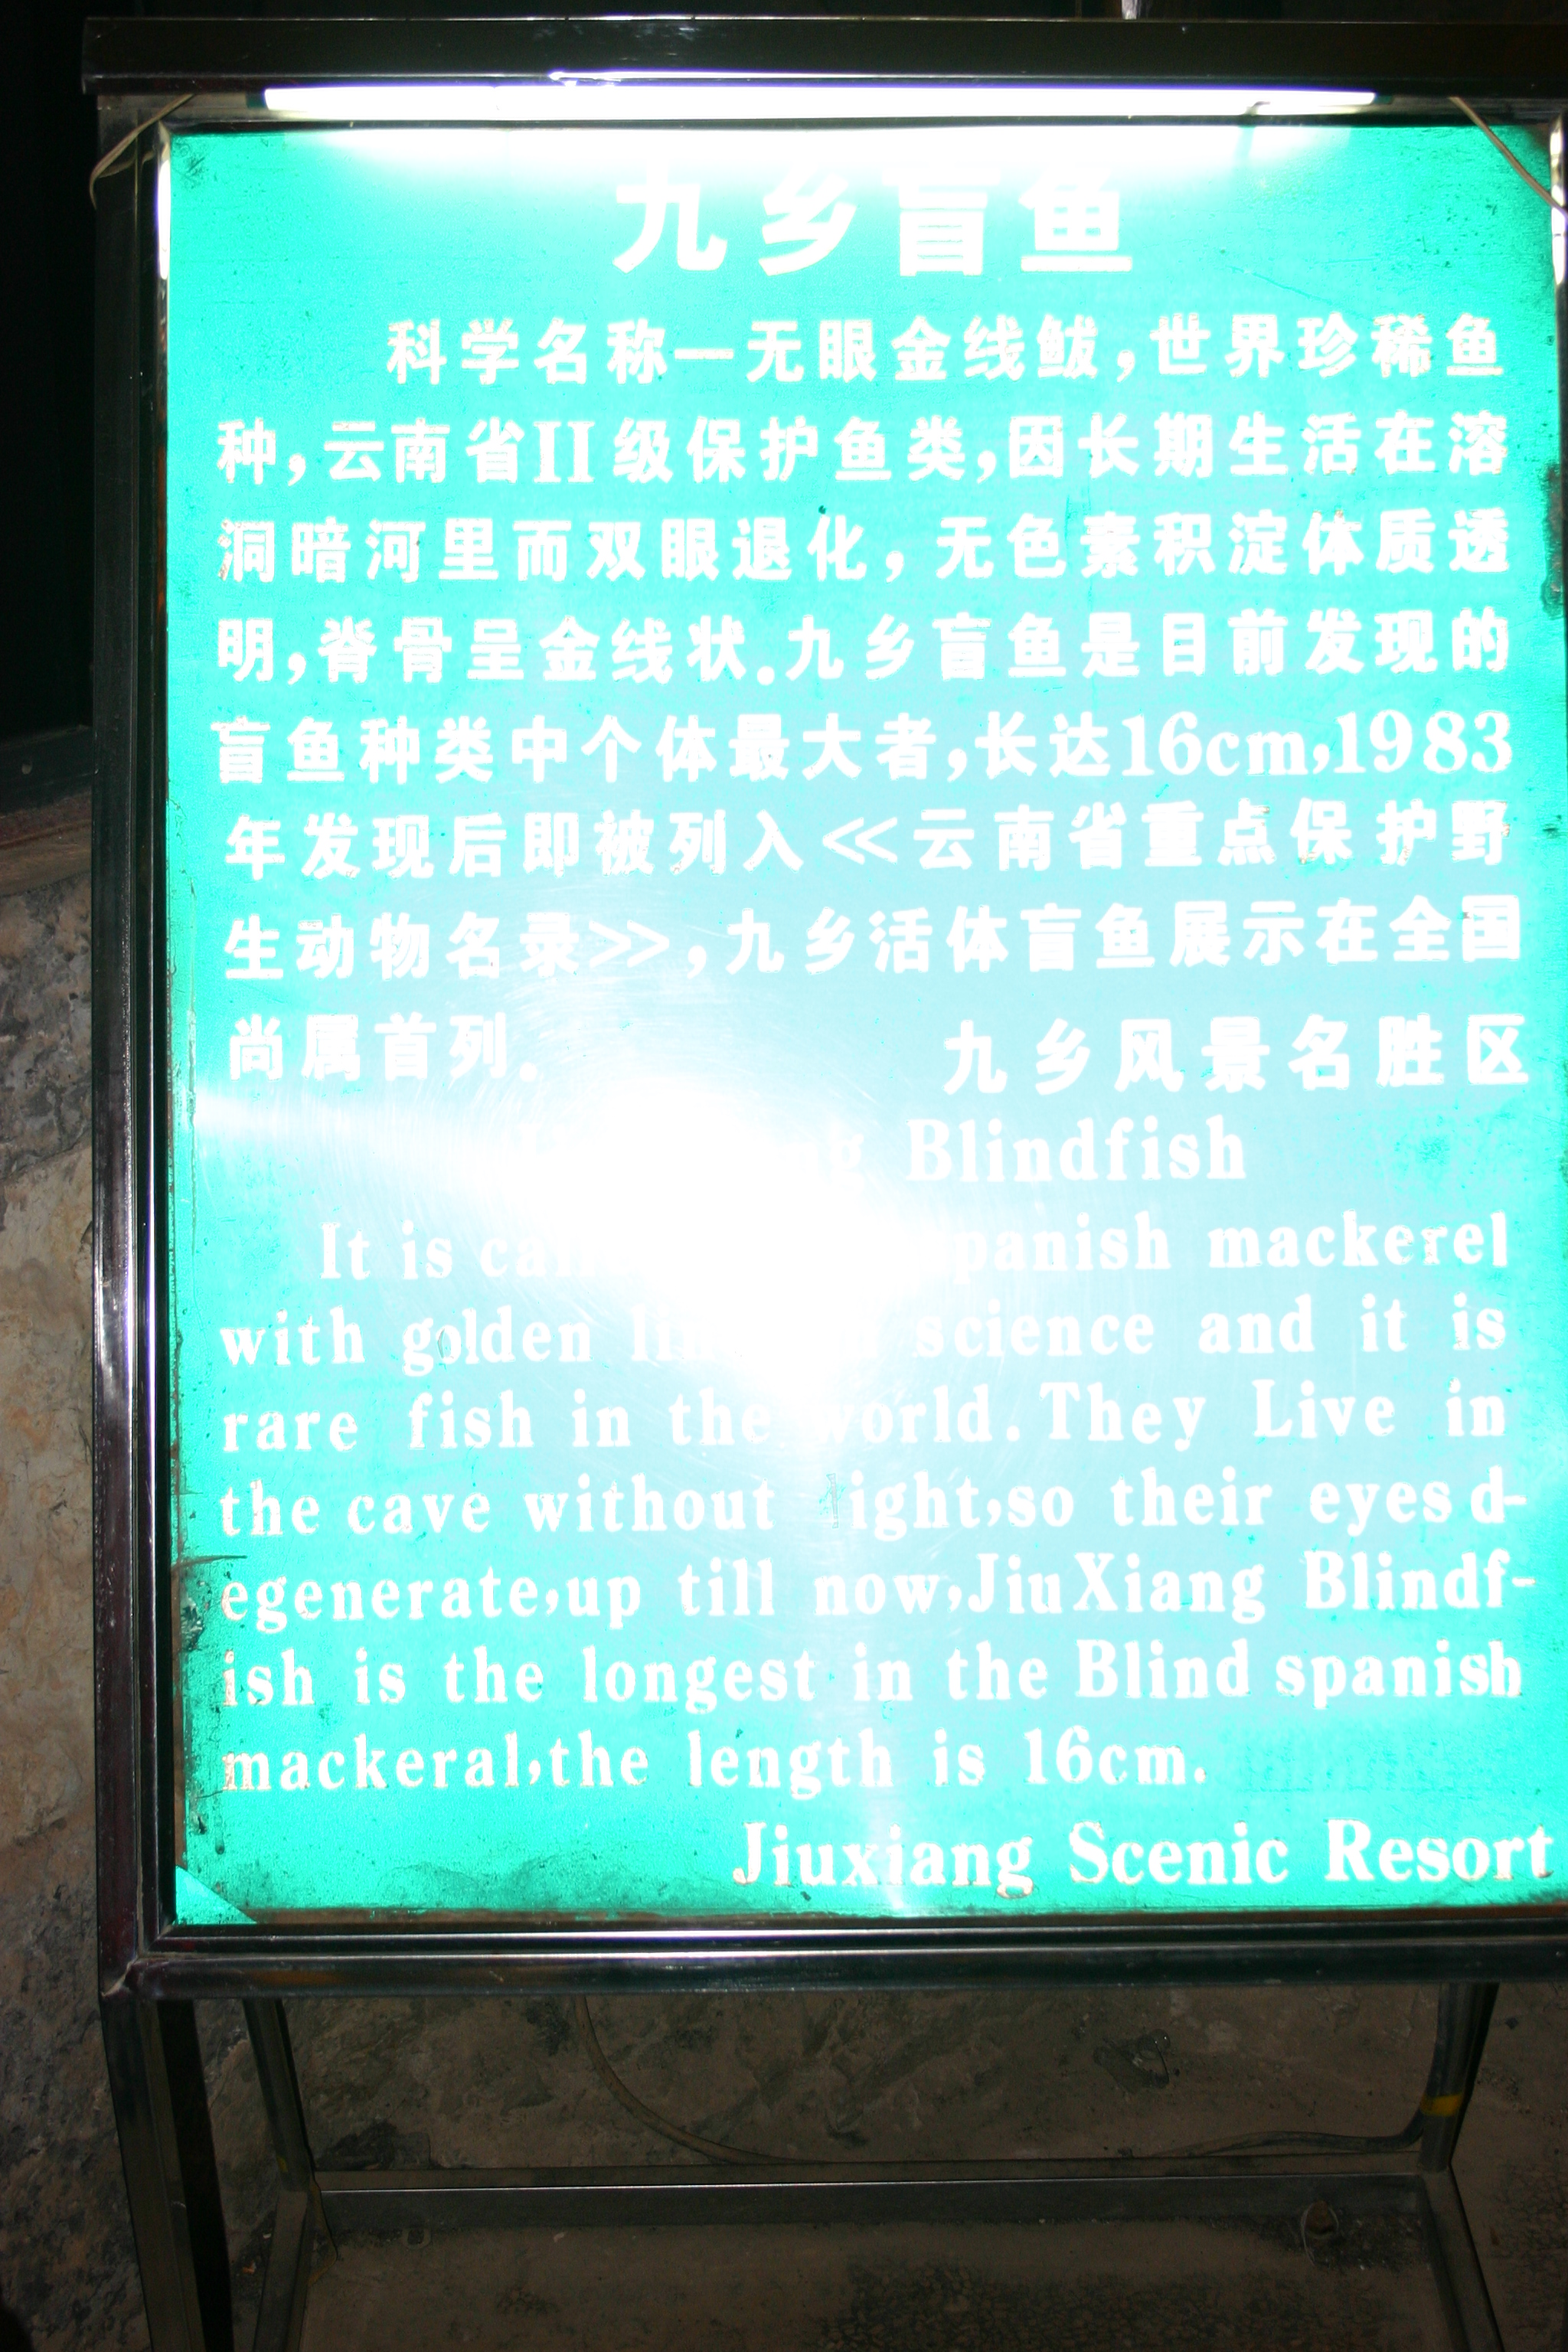 九乡盲鱼
科学名称—无眼金线鲅,世界珍稀鱼
种,云南省II级保护鱼类,因长期生活在溶
洞暗河里而双眼退化,无色素积淀体质透
明,脊骨呈金线状.九乡盲鱼是目前发现的
盲鱼种类中个体最大者,长达16cm,1983
年发现后即被列入<<云南省重点保护野
生动物名录>>,九乡活体盲鱼展示在全国
尚属首列.
九乡风景名胜区
Blindfish
It is spanish mackerel
with golden science and it is
rare fish in the world.They Live in
the cave without light,so their eyes d-
egenerate,up till now,JiuXiang Blindf-
ish is the longest in the Blind spanish
mackeral,the length is 16cm.
Jiuxiang Scenic Resort